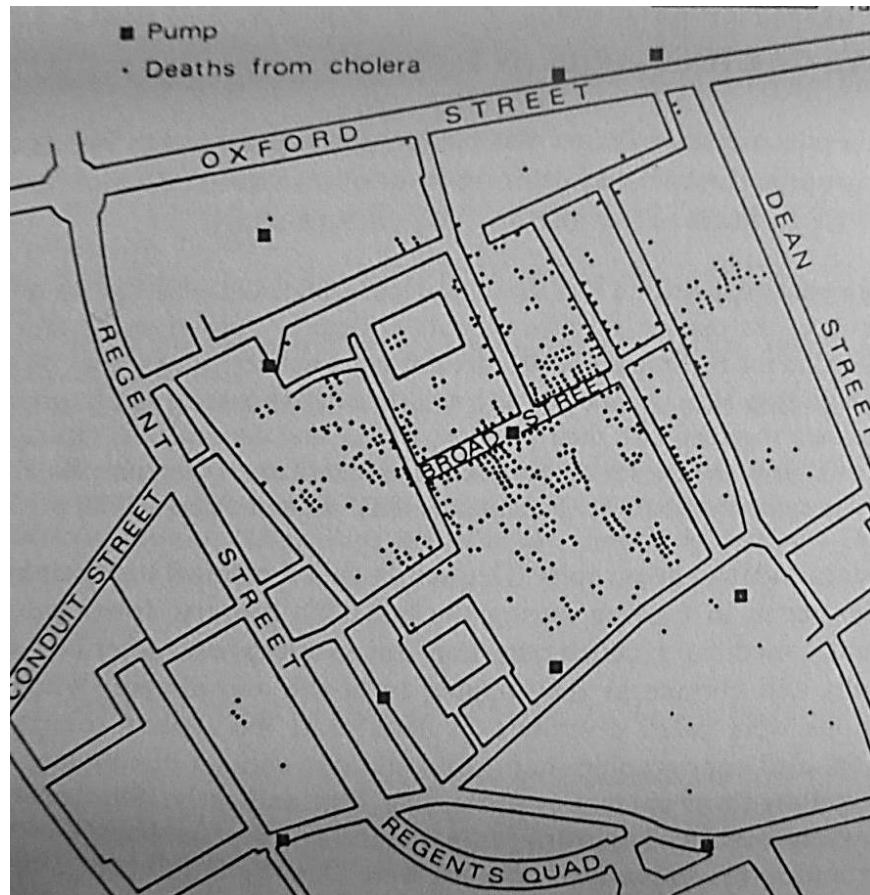 Pump
Deaths from cholera
OXFORD STREET
REGENT STREET
CONDUIT STREET
BROAD STREET
DEAN STREET
REGENTS QUAD